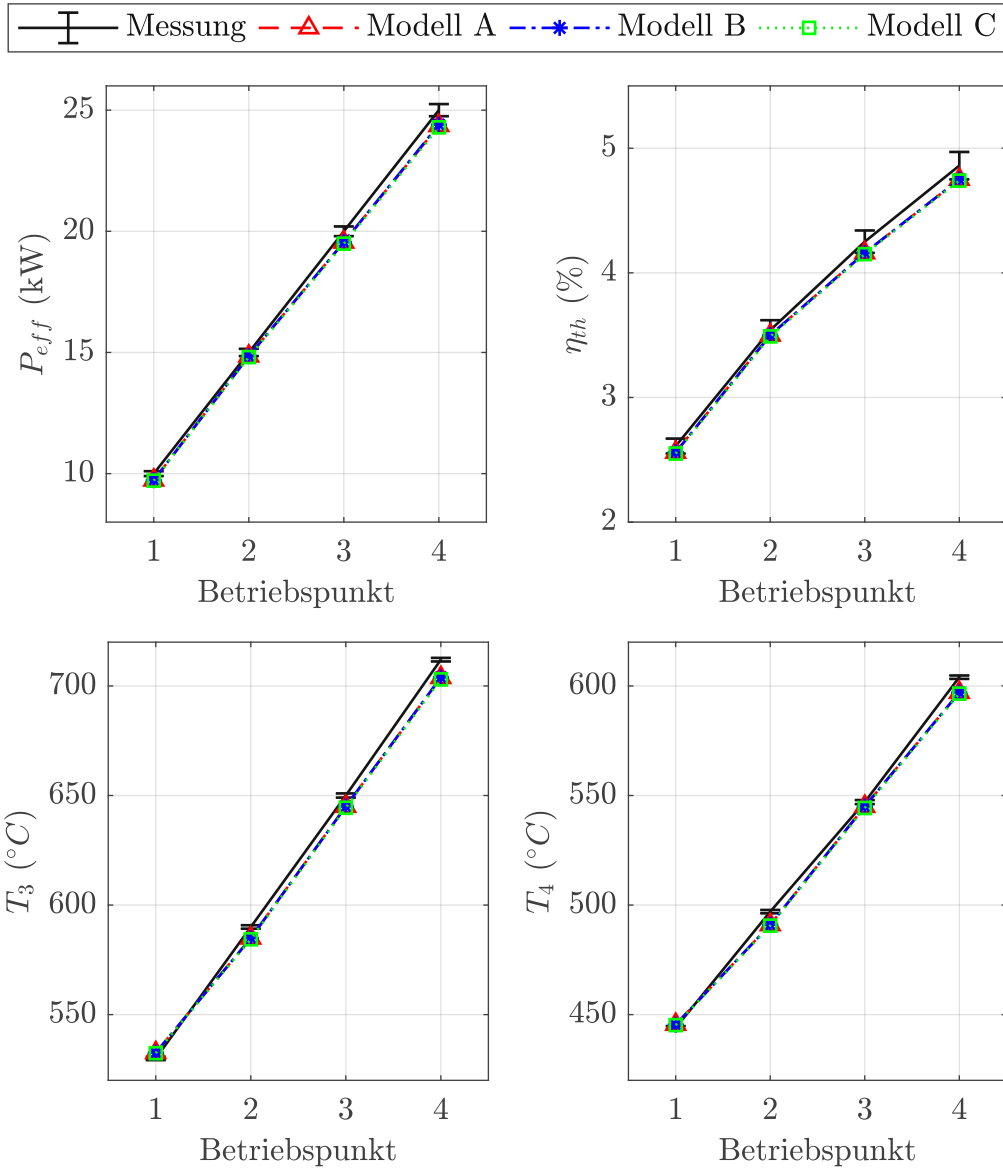 Messung Modell A Modell B Modell C
25
20
15
10
P_eff (kW)
1 2 3 4
Betriebspunkt
5
4
3
2
η_th (%)
1 2 3 4
Betriebspunkt
700
650
600
550
T_3 (°C)
1 2 3 4
Betriebspunkt
600
550
500
450
T_4 (°C)
1 2 3 4
Betriebspunkt